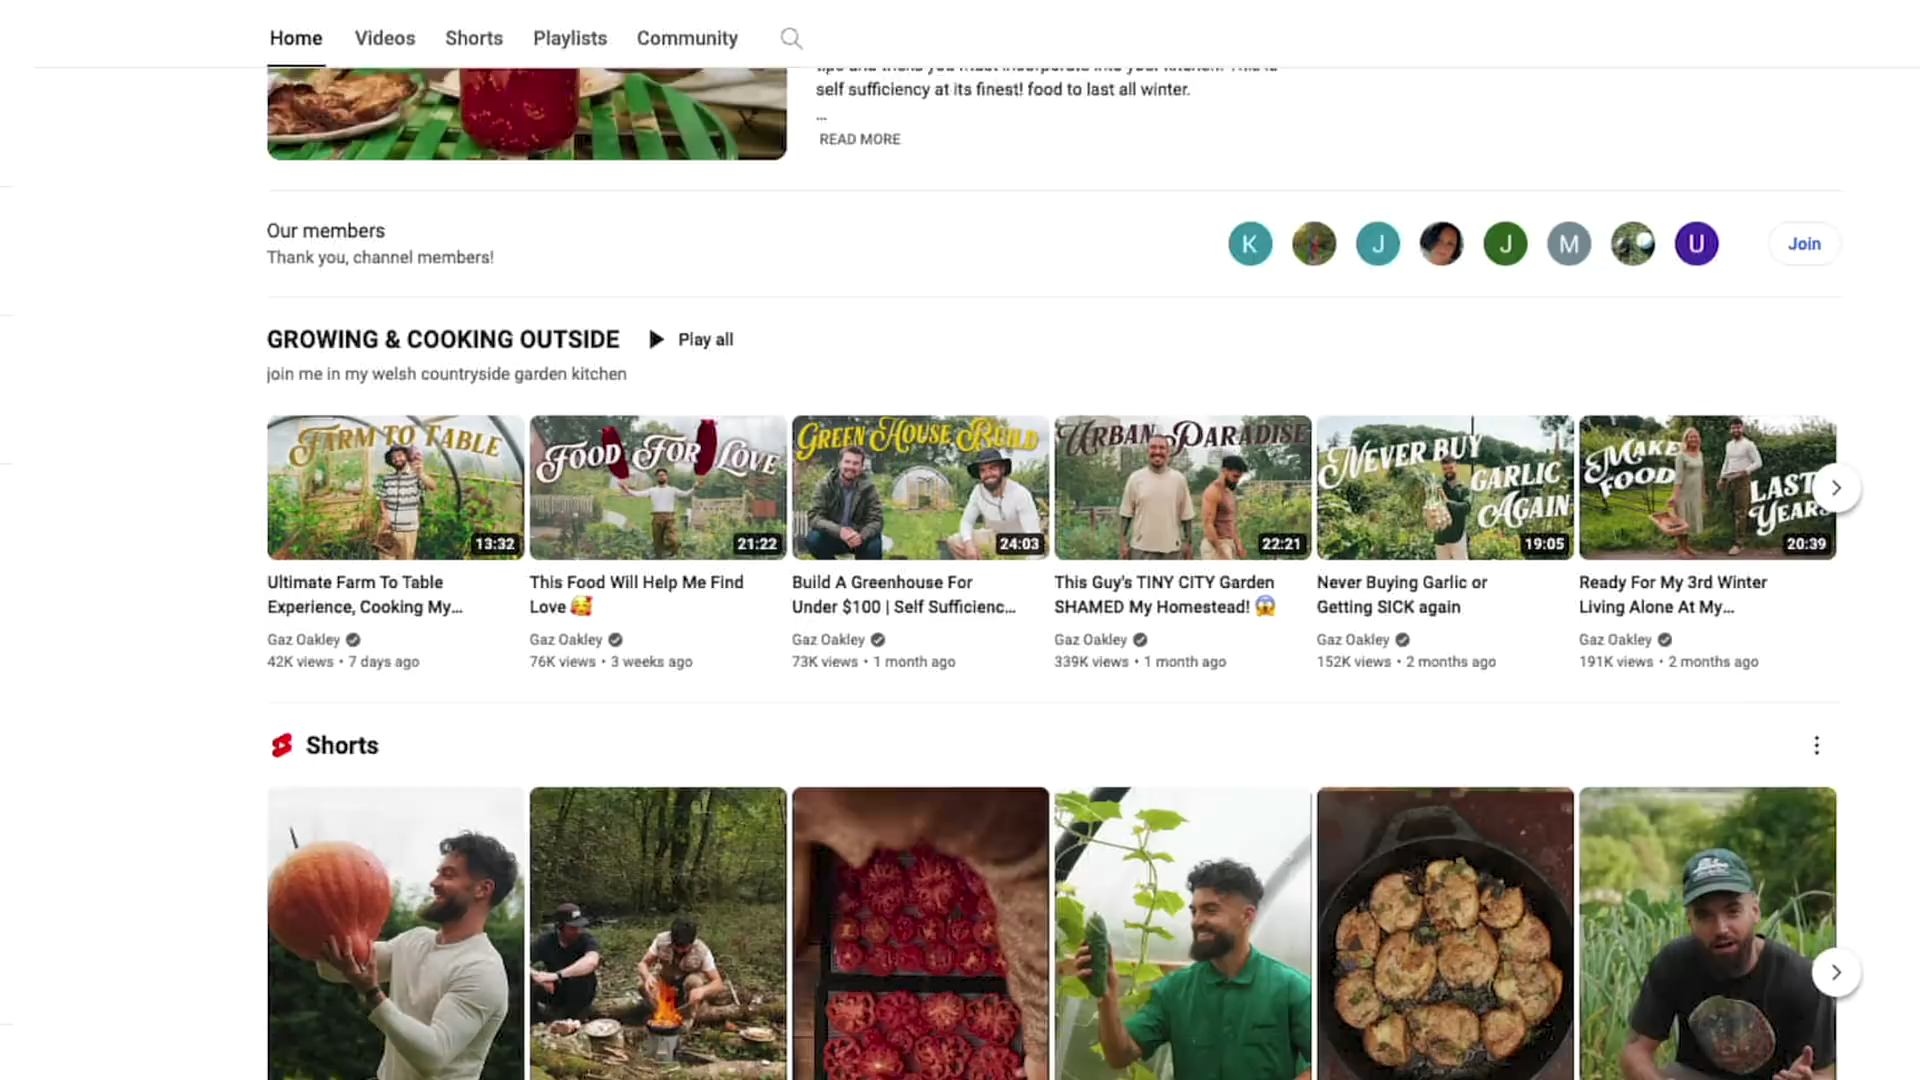 Home Videos Shorts Playlists Community
self sufficiency at its finest! food to last all winter.
...
READ MORE
Our members
Thank you, channel members!
K J J M U
Join
GROWING & COOKING OUTSIDE Play all
join me in my welsh countryside garden kitchen
FARM TO TABLE
13:32
FOOD FOR LOVE
21:22
GREEN HOUSE BUILD
24:03
URBAN PARADISE
22:21
NEVER BUY
GARLIC
AGAIN
19:05
MAKE
FOOD
LAST
YEARS
20:39
Ultimate Farm To Table
Experience, Cooking My...
Gaz Oakley
42K views • 7 days ago
This Food Will Help Me Find
Love 🥰
Gaz Oakley
76K views • 3 weeks ago
Build A Greenhouse For
Under $100 | Self Sufficienc...
Gaz Oakley
73K views • 1 month ago
This Guy's TINY CITY Garden
SHAMED My Homestead! 😱
Gaz Oakley
339K views • 1 month ago
Never Buying Garlic or
Getting SICK again
Gaz Oakley
152K views • 2 months ago
Ready For My 3rd Winter
Living Alone At My...
Gaz Oakley
191K views • 2 months ago
Shorts